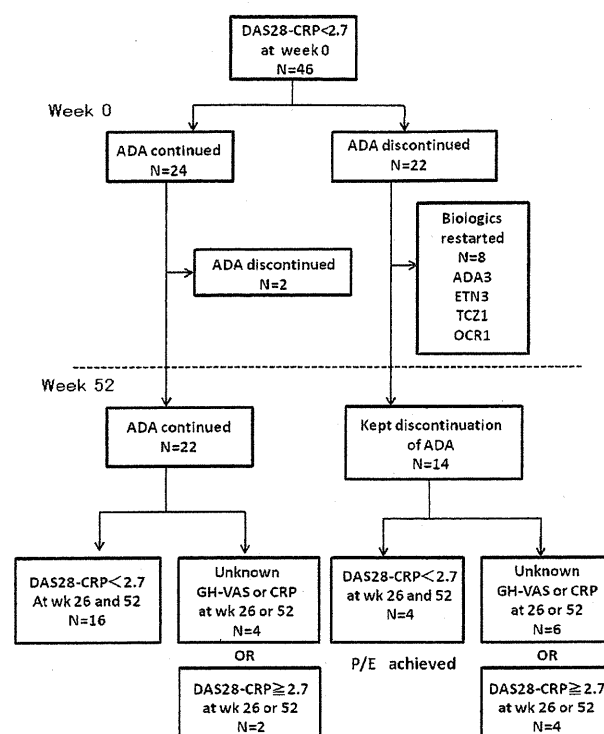 DAS28-CRP<2.7
at week 0
N=46
Week 0
ADA continued
N=24
ADA discontinued
N=22
Biologics
restarted
N=8
ADA3
ETN3
TCZ1
OCR1
ADA discontinued
N=2
Week 52
ADA continued
N=22
Kept discontinuation
of ADA
N=14
DAS28-CRP＜2.7
At wk 26 and 52
N=16
Unknown
GH-VAS or CRP
at wk 26 or 52
N=4
OR
DAS28-CRP≧2.7
at wk 26 or 52
N=2
DAS28-CRP＜2.7
at wk 26 and 52
N=4
P/E achieved
Unknown
GH-VAS or CRP
at 26 or 52
N=6
OR
DAS28-CRP≧2.7
at wk 26 or 52
N=4